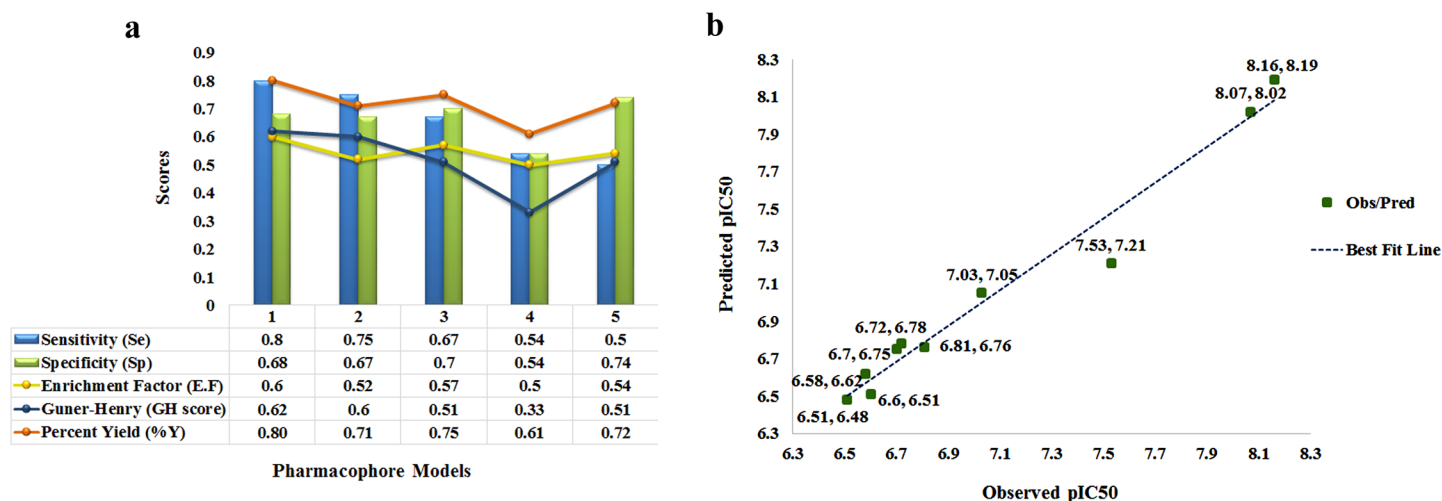 a
0.9
0.8
0.7
0.6
0.5
0.4
0.3
0.2
0.1
0
Scores
1 2 3 4 5
Sensitivity (Se) 0.8 0.75 0.67 0.54 0.5
Specificity (Sp) 0.68 0.67 0.7 0.54 0.74
Enrichment Factor (E.F) 0.6 0.52 0.57 0.5 0.54
Guner-Henry (GH score) 0.62 0.6 0.51 0.33 0.51
Percent Yield (%Y) 0.80 0.71 0.75 0.61 0.72
Pharmacophore Models
b
8.3
8.1
7.9
7.7
7.5
7.3
7.1
6.9
6.7
6.5
6.3
Predicted pIC50
8.16, 8.19
8.07, 8.02
7.53, 7.21
7.03, 7.05
6.72, 6.78
6.7, 6.75
6.81, 6.76
6.58, 6.62
6.6, 6.51
6.51, 6.48
6.3 6.5 6.7 6.9 7.1 7.3 7.5 7.7 7.9 8.1 8.3
Observed pIC50
Obs/Pred
Best Fit Line